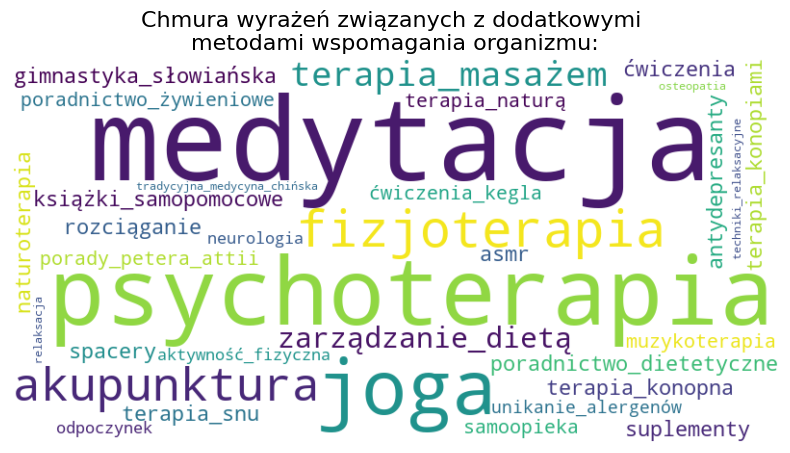 Chmura wyrażeń związanych z dodatkowymi
metodami wspomagania organizmu:
gimnastyka_słowiańska
terapia_masażem
ćwiczenia
osteopatia
poradnictwo_żywieniowe
terapia_naturą
medytacja
antydepresanty
techniki_relaksacyjne
terapia_konopiami
naturoterapia
tradycyjna_medycyna_chińska
książki_samopomocowe
ćwiczenia_kegla
rozciąganie
neurologia
fizjoterapia
porady_petera_attii
asmr
psychoterapia
relaksacja
zarządzanie_dietą
muzykoterapia
spacery
aktywność_fizyczna
poradnictwo_dietetyczne
akupunktura
joga
terapia_konopna
terapia_snu
unikanie_alergenów
odpoczynek
samoopieka
suplementy